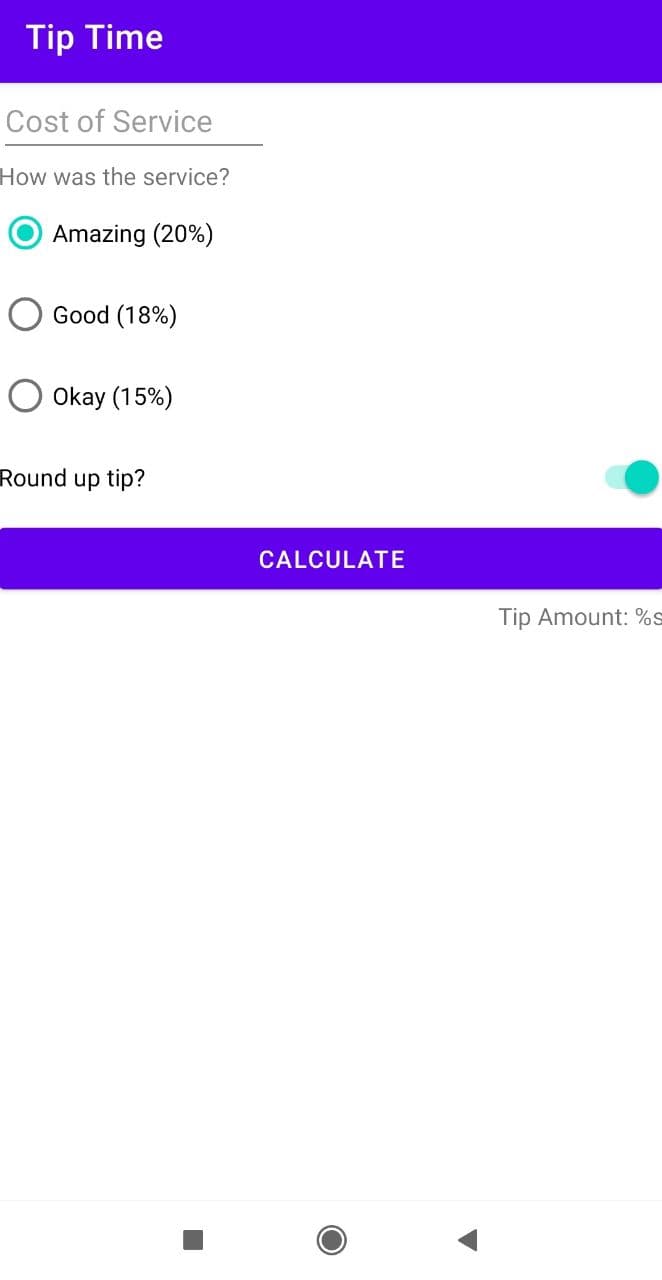 Tip Time
Cost of Service
How was the service?
Amazing (20%)
Good (18%)
Okay (15%)
Round up tip?
CALCULATE
Tip Amount: %s